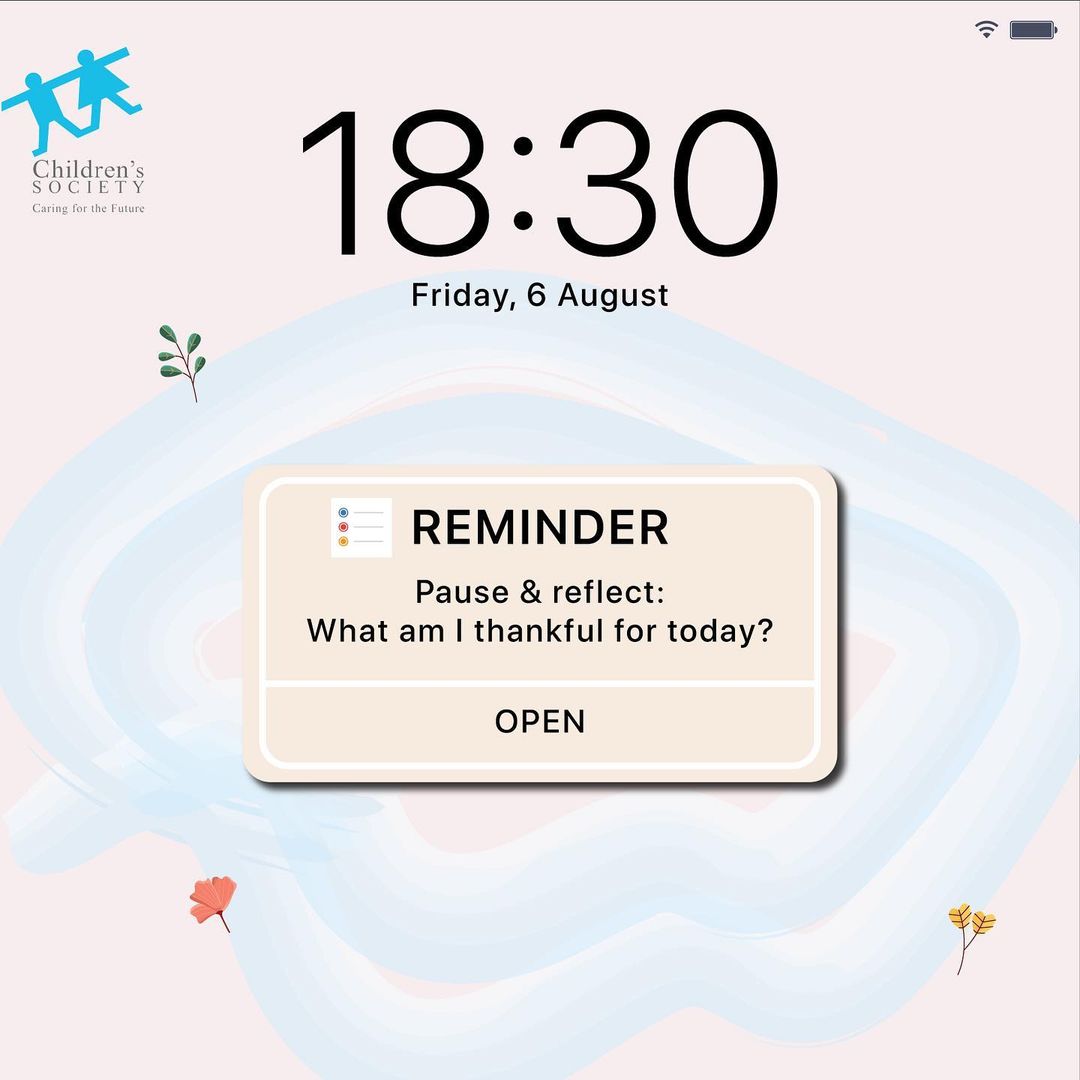 Children's
SOCIETY
Caring for the Future
18:30
Friday, 6 August
REMINDER
Pause & reflect:
What am I thankful for today?
OPEN